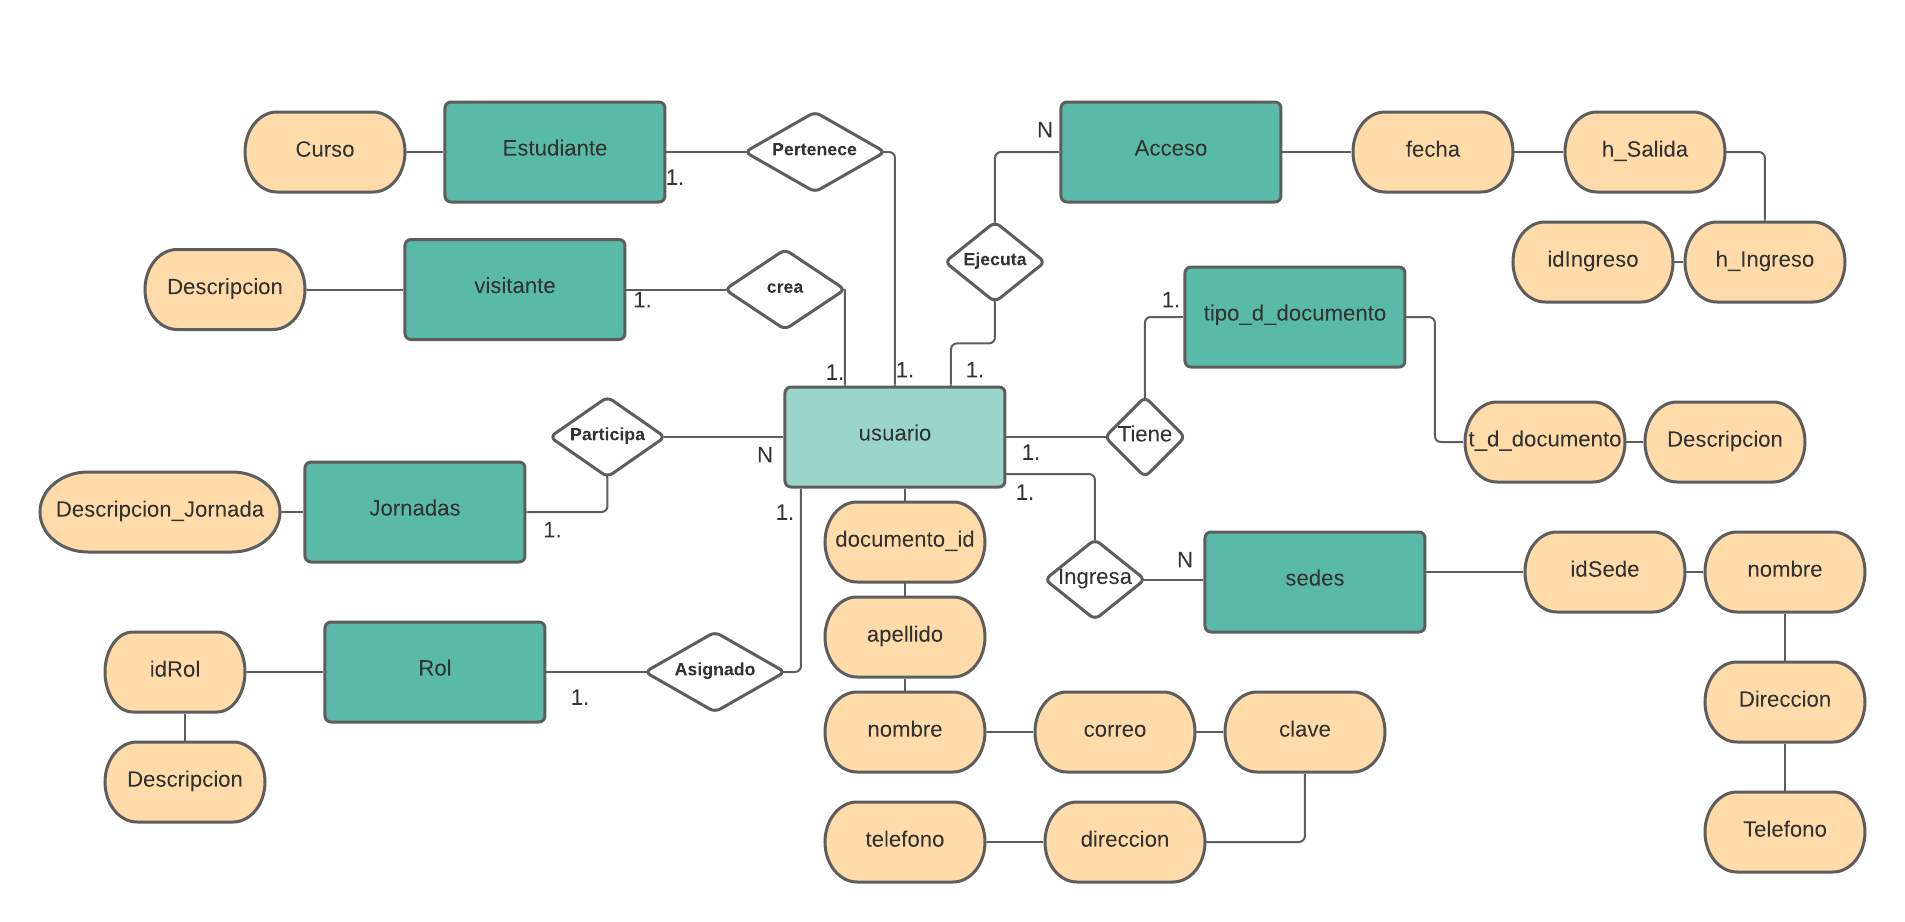 Curso
Estudiante
1.
Pertenece
N
Acceso
fecha
h_Salida
Descripcion
visitante
1.
crea
Ejecuta
idIngreso
h_Ingreso
1.
tipo_d_documento
1.
1.
1.
Participa
N
usuario
1.
Tiene
t_d_documento
Descripcion
Descripcion_Jornada
Jornadas
1.
1.
documento_id
1.
Ingresa
N
sedes
idSede
nombre
idRol
Rol
1.
Asignado
apellido
Direccion
nombre
correo
clave
Descripcion
telefono
direccion
Telefono